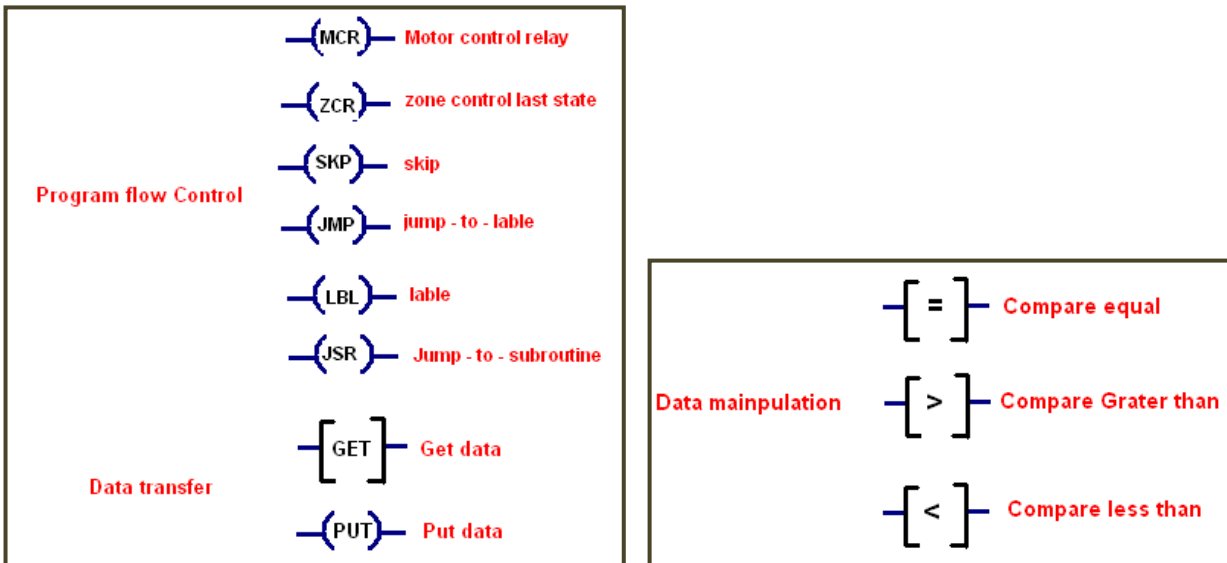 MCR Motor control relay
ZCR zone control last state
SKP skip
Program flow Control
JMP jump - to - lable
LBL lable
JSR Jump - to - subroutine
GET Get data
Data transfer
PUT Put data
= Compare equal
Data mainpulation
> Compare Grater than
< Compare less than